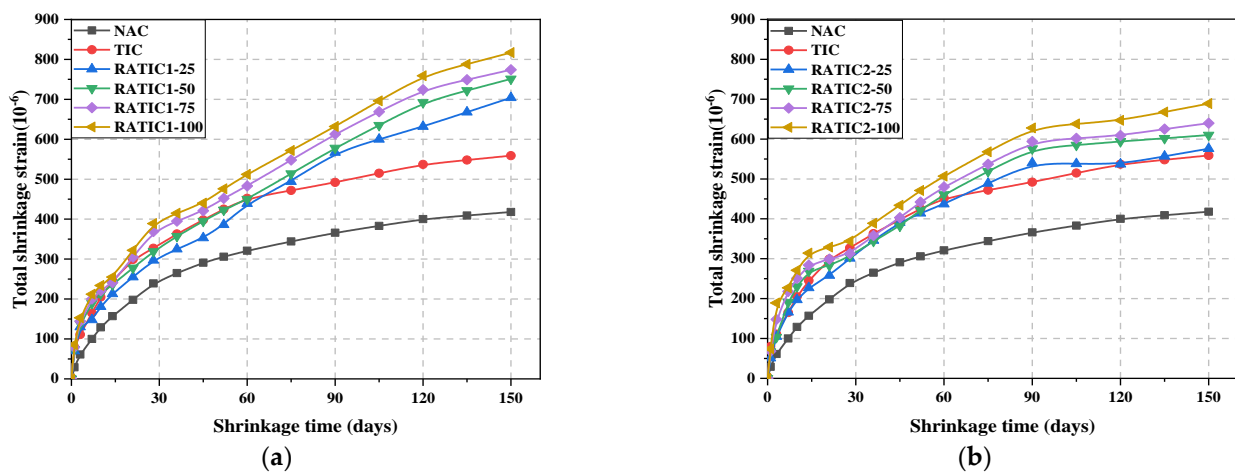 900
800
700
600
500
400
300
200
100
0
Total shrinkage strain(10⁻⁶)
NAC
TIC
RATIC1-25
RATIC1-50
RATIC1-75
RATIC1-100
0 30 60 90 120 150
Shrinkage time (days)
(a)
900
800
700
600
500
400
300
200
100
0
Total shrinkage strain(10⁻⁶)
NAC
TIC
RATIC2-25
RATIC2-50
RATIC2-75
RATIC2-100
0 30 60 90 120 150
Shrinkage time (days)
(b)